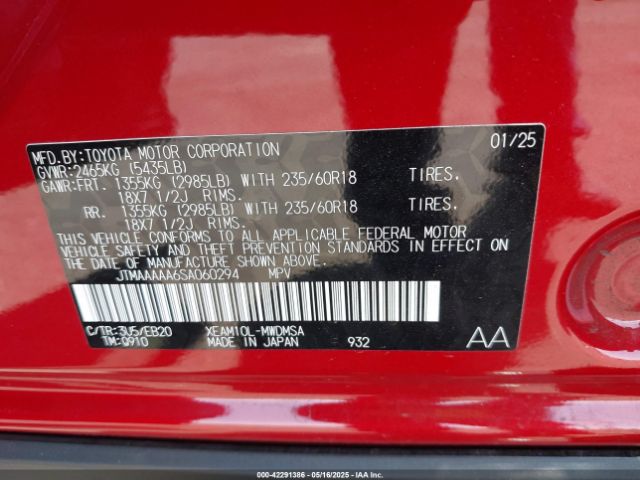 MFD.BY:TOYOTA MOTOR CORPORATION 01/25
GVWR:2465KG (5435LB)
GAWR:FRT. 1355KG (2985LB) WITH 235/60R18 TIRES.
18X7 1/2J RIMS.
RR. 1355KG (2985LB) WITH 235/60R18 TIRES.
18X7 1/2J RIMS.
THIS VEHICLE CONFORMS TO ALL APPLICABLE FEDERAL MOTOR
VEHICLE SAFETY AND THEFT PREVENTION STANDARDS IN EFFECT ON
THE DATE OF MANUFACTURE SHOWN ABOVE.
JTMAAAAA6SA060294 MPV
C/TR:3U5/EB20 XEAM10L-MWDMSA
TM:Q910 MADE IN JAPAN 932
AA
000-42291386 - 05/16/2025 - IAA